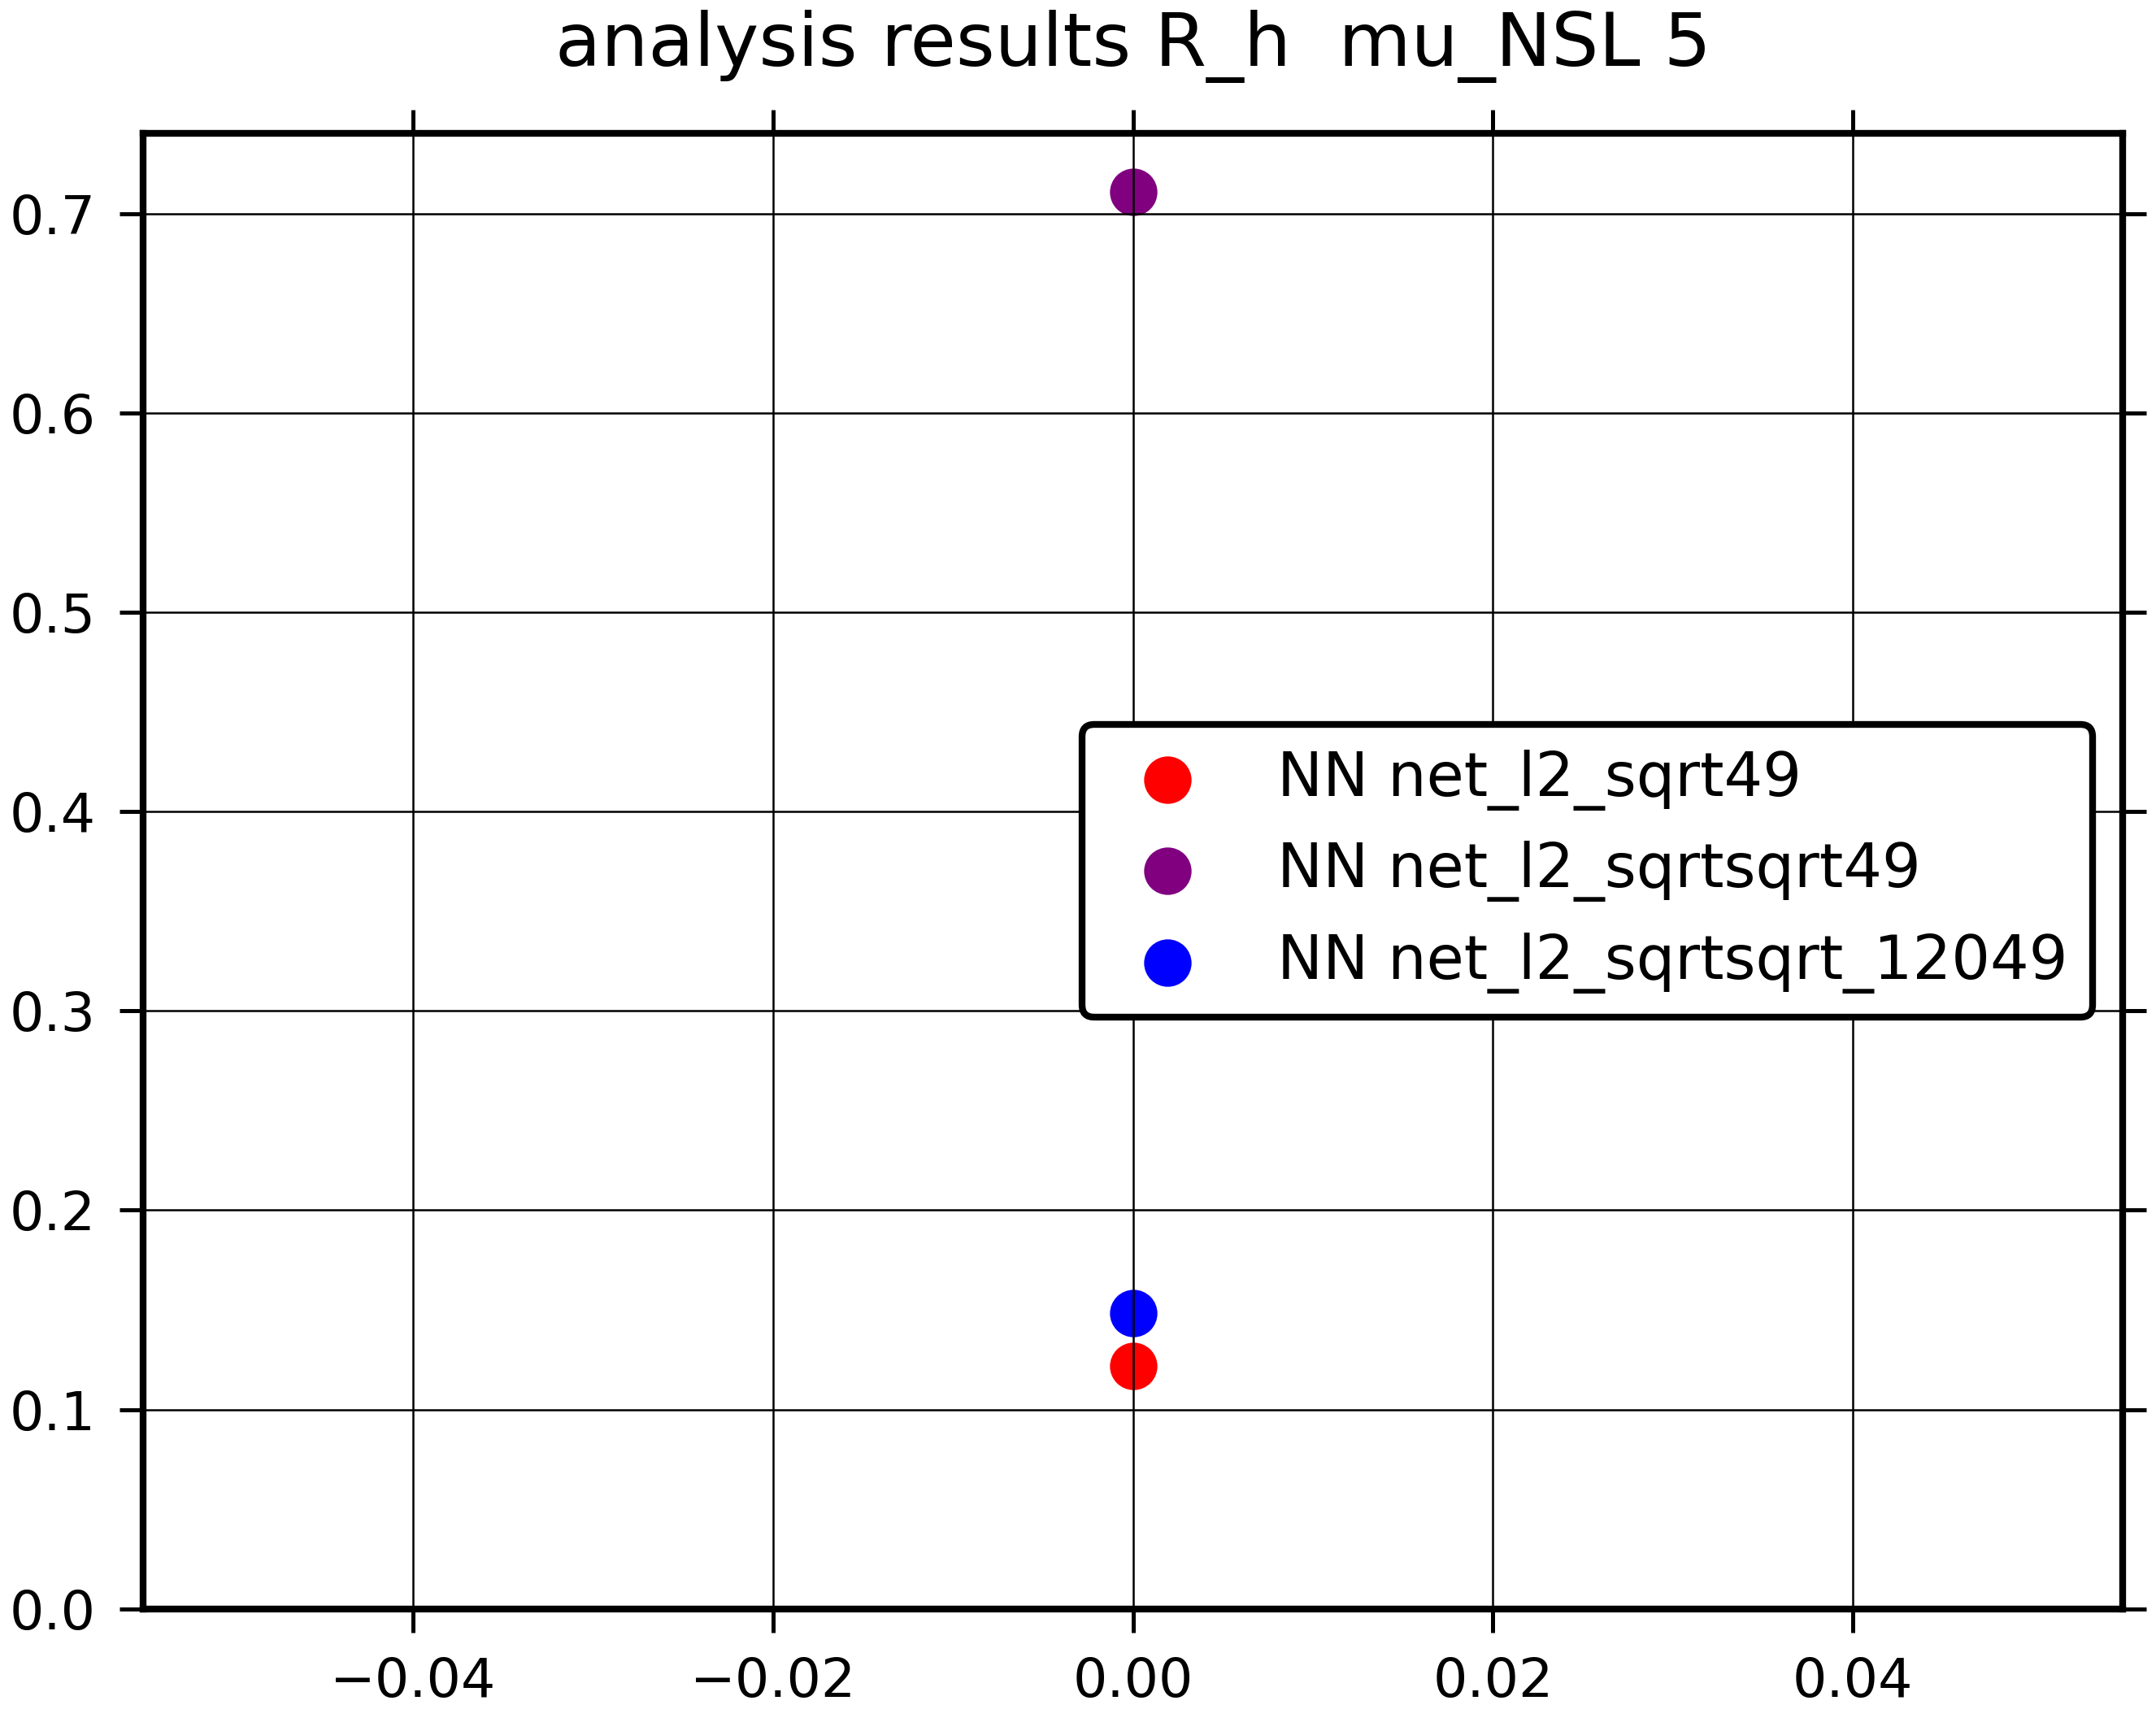 analysis results R_h  mu_NSL 5
0.7
0.6
0.5
0.4
0.3
0.2
0.1
0.0
NN net_l2_sqrt49
NN net_l2_sqrtsqrt49
NN net_l2_sqrtsqrt_12049
−0.04 −0.02 0.00 0.02 0.04